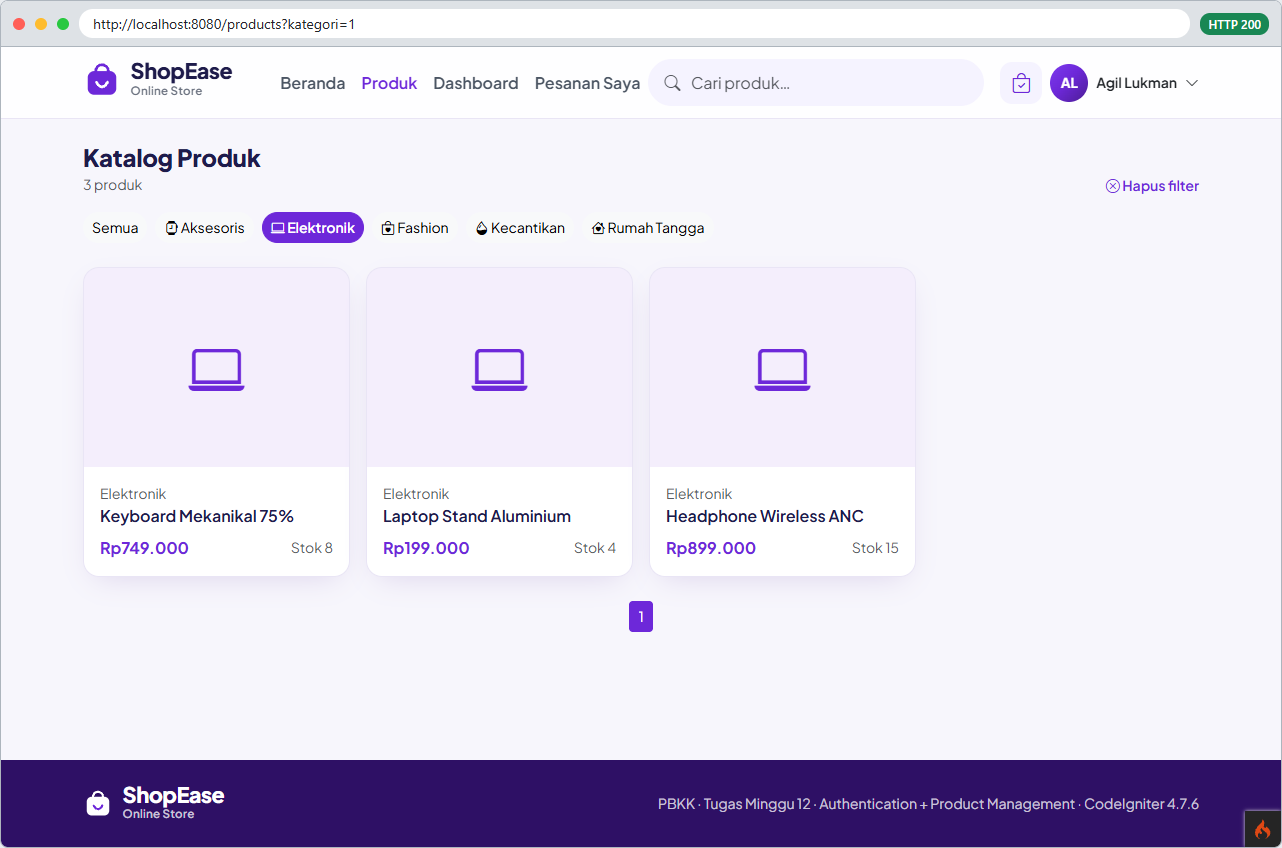 http://localhost:8080/products?kategori=1
HTTP 200
ShopEase
Online Store
Beranda
Produk
Dashboard
Pesanan Saya
Cari produk...
AL
Agil Lukman
Katalog Produk
3 produk
Hapus filter
Semua
Aksesoris
Elektronik
Fashion
Kecantikan
Rumah Tangga
Elektronik
Keyboard Mekanikal 75%
Rp749.000
Stok 8
Elektronik
Laptop Stand Aluminium
Rp199.000
Stok 4
Elektronik
Headphone Wireless ANC
Rp899.000
Stok 15
1
ShopEase
Online Store
PBKK · Tugas Minggu 12 · Authentication + Product Management · CodeIgniter 4.7.6